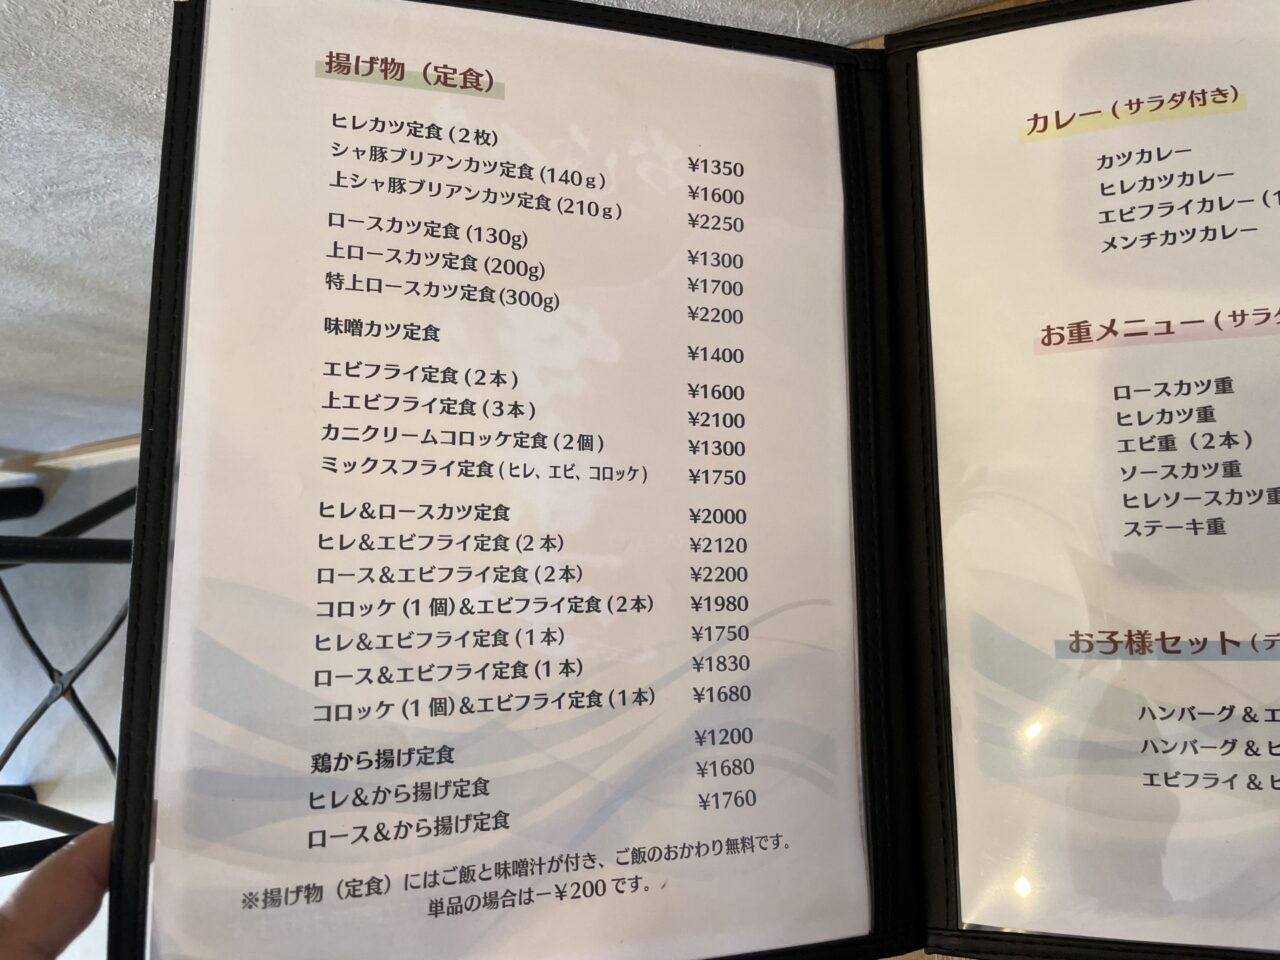 揚げ物（定食）
ヒレカツ定食(２枚) ¥1350
シャ豚ブリアンカツ定食(140ｇ) ¥1600
上シャ豚ブリアンカツ定食(210ｇ) ¥2250
ロースカツ定食(130g) ¥1300
上ロースカツ定食(200g) ¥1700
特上ロースカツ定食(300g) ¥2200
味噌カツ定食 ¥1400
エビフライ定食(２本) ¥1600
上エビフライ定食(３本) ¥2100
カニクリームコロッケ定食(２個) ¥1300
ミックスフライ定食(ヒレ、エビ、コロッケ) ¥1750
ヒレ＆ロースカツ定食 ¥2000
ヒレ＆エビフライ定食(２本) ¥2120
ロース＆エビフライ定食(２本) ¥2200
コロッケ(１個)＆エビフライ定食(２本) ¥1980
ヒレ＆エビフライ定食(１本) ¥1750
ロース＆エビフライ定食(１本) ¥1830
コロッケ(１個)＆エビフライ定食(１本) ¥1680
鶏から揚げ定食 ¥1200
ヒレ＆から揚げ定食 ¥1680
ロース＆から揚げ定食 ¥1760
※揚げ物（定食）にはご飯と味噌汁が付き、ご飯のおかわり無料です。
単品の場合は－¥200です。
カレー(サラダ付き)
カツカレー
ヒレカツカレー
エビフライカレー(1
メンチカツカレー
お重メニュー(サラダ
ロースカツ重
ヒレカツ重
エビ重（２本）
ソースカツ重
ヒレソースカツ重
ステーキ重
お子様セット(デ
ハンバーグ＆エ
ハンバーグ＆ヒ
エビフライ＆ヒ